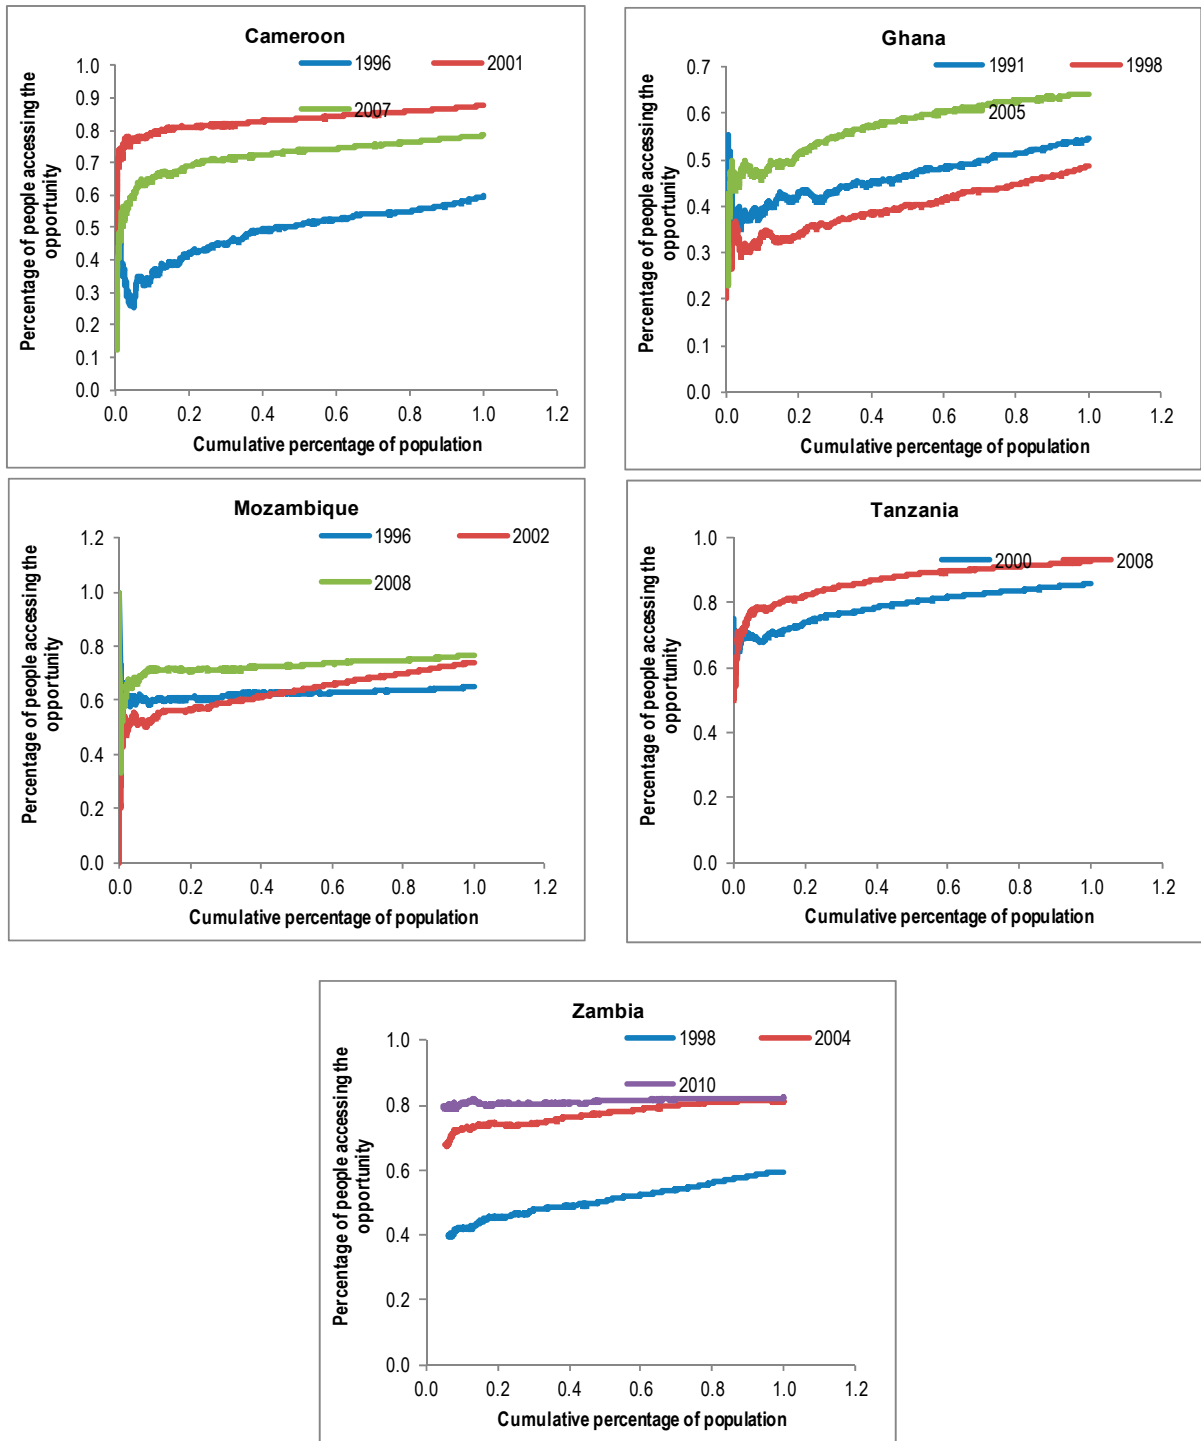 Cameroon
1996
2001
2007
Percentage of people accessing the
opportunity
1.0
0.9
0.8
0.7
0.6
0.5
0.4
0.3
0.2
0.1
0.0
0.0 0.2 0.4 0.6 0.8 1.0 1.2
Cumulative percentage of population
Ghana
1991
1998
2005
Percentage of people accessing the
opportunity
0.7
0.6
0.5
0.4
0.3
0.2
0.1
0.0
0.0 0.2 0.4 0.6 0.8 1.0 1.2
Cumulative percentage of population
Mozambique
1996
2002
2008
Percentage of people accessing the
opportunity
1.2
1.0
0.8
0.6
0.4
0.2
0.0
0.0 0.2 0.4 0.6 0.8 1.0 1.2
Cumulative percentage of population
Tanzania
2000
2008
Percentage of people accessing the
opportunity
1.0
0.8
0.6
0.4
0.2
0.0
0.0 0.2 0.4 0.6 0.8 1.0 1.2
Cumulative percentage of population
Zambia
1998
2004
2010
Percentage of people accessing the
opportunity
1.0
0.8
0.6
0.4
0.2
0.0
0.0 0.2 0.4 0.6 0.8 1.0 1.2
Cumulative percentage of population